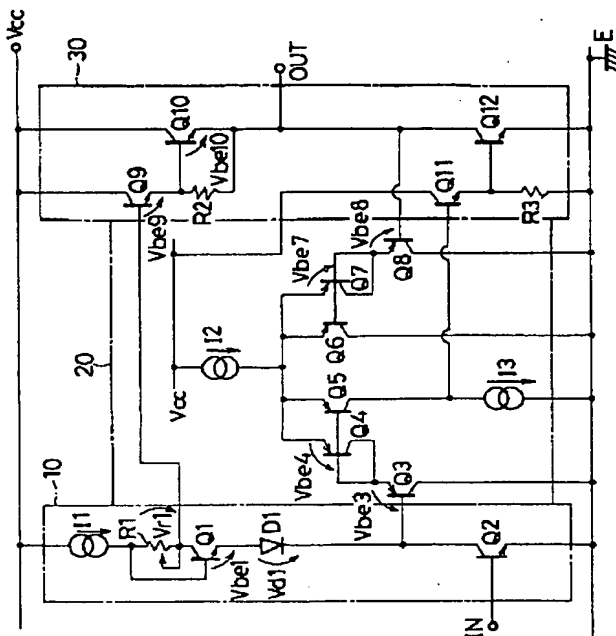 Vcc
30
Q10
Vbe10
OUT
Q9
Vbe9
R2
Q12
Q11
R3
E
20
Vcc
I2
Vbe7
Vbe8
Q7
Q8
Q6
Q5
Q4
Vbe4
I3
Q3
Vbe3
10
I1
R1
Vr1
Q1
Vbe1
D1
Vd1
Q2
IN